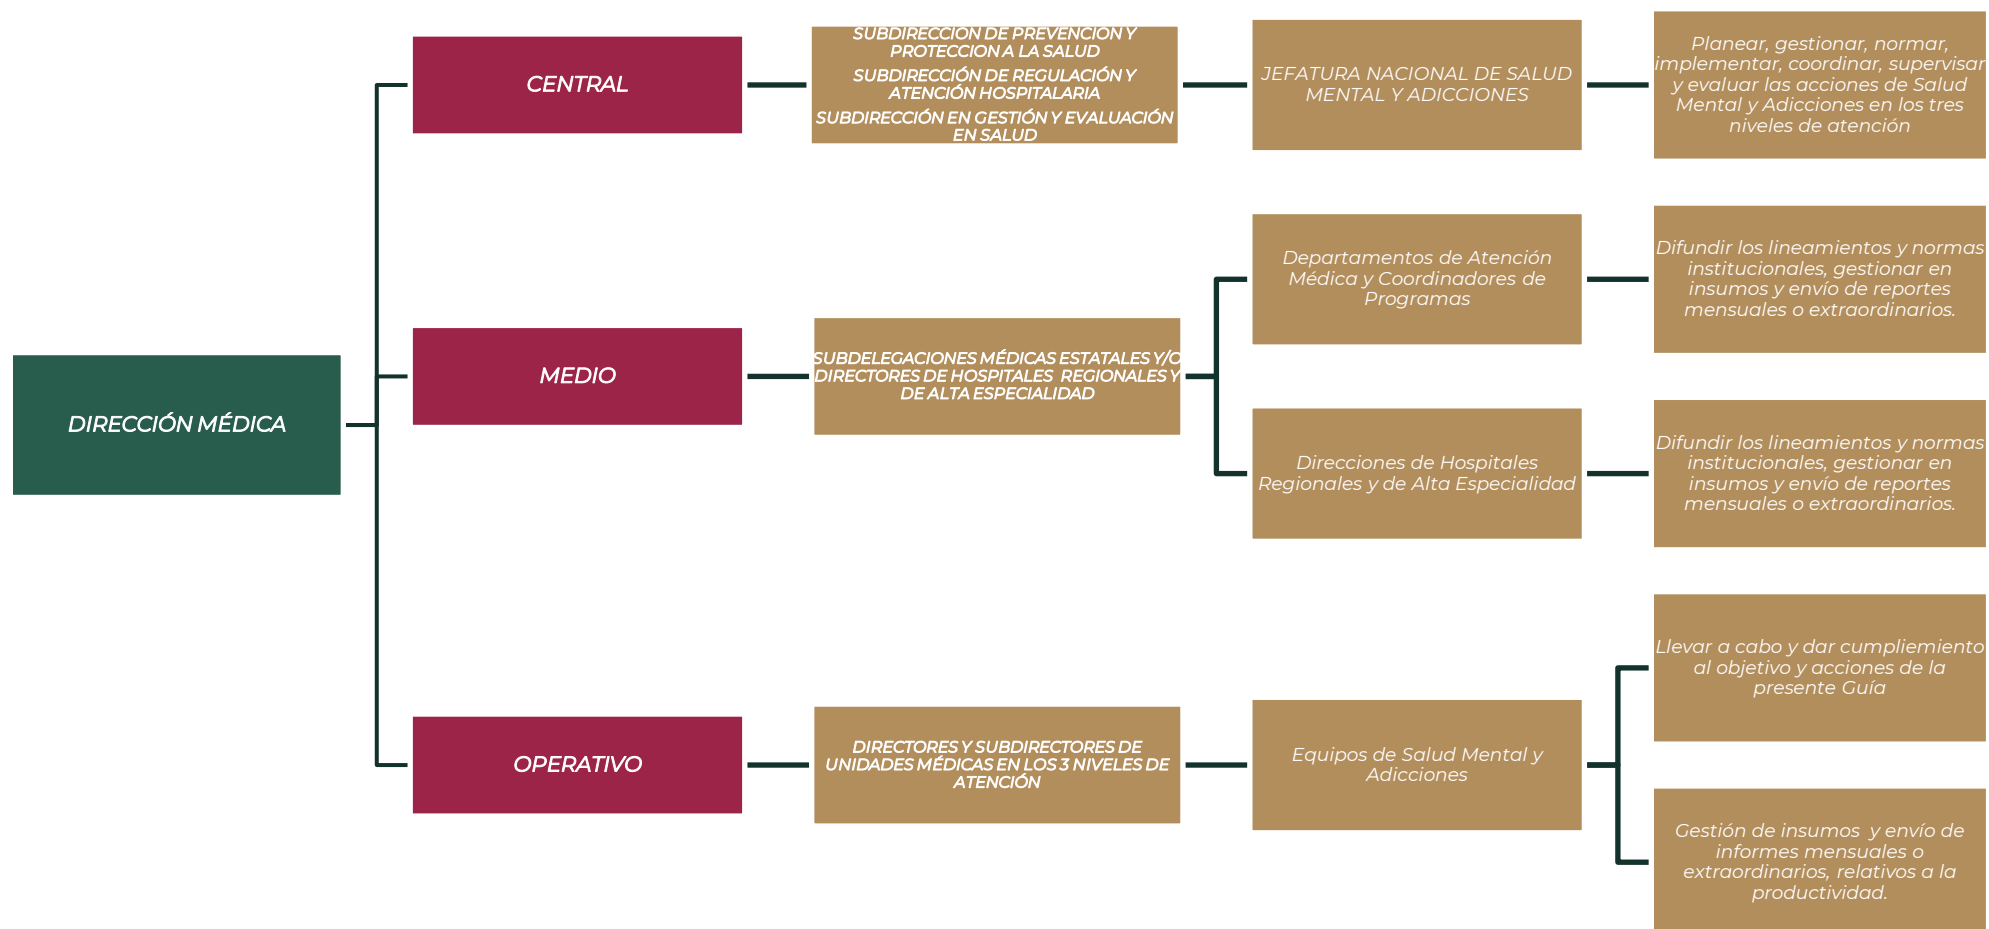 DIRECCIÓN MÉDICA
CENTRAL
SUBDIRECCIÓN DE PREVENCIÓN Y
PROTECCION A LA SALUD
SUBDIRECCIÓN DE REGULACIÓN Y
ATENCIÓN HOSPITALARIA
SUBDIRECCIÓN EN GESTIÓN Y EVALUACIÓN
EN SALUD
JEFATURA NACIONAL DE SALUD
MENTAL Y ADICCIONES
Planear, gestionar, normar,
implementar, coordinar, supervisar
y evaluar las acciones de Salud
Mental y Adicciones en los tres
niveles de atención
MEDIO
SUBDELEGACIONES MÉDICAS ESTATALES Y/O
DIRECTORES DE HOSPITALES REGIONALES Y
DE ALTA ESPECIALIDAD
Departamentos de Atención
Médica y Coordinadores de
Programas
Difundir los lineamientos y normas
institucionales, gestionar en
insumos y envío de reportes
mensuales o extraordinarios.
Direcciones de Hospitales
Regionales y de Alta Especialidad
Difundir los lineamientos y normas
institucionales, gestionar en
insumos y envío de reportes
mensuales o extraordinarios.
OPERATIVO
DIRECTORES Y SUBDIRECTORES DE
UNIDADES MÉDICAS EN LOS 3 NIVELES DE
ATENCIÓN
Equipos de Salud Mental y
Adicciones
Llevar a cabo y dar cumpliemiento
al objetivo y acciones de la
presente Guía
Gestión de insumos y envío de
informes mensuales o
extraordinarios, relativos a la
productividad.